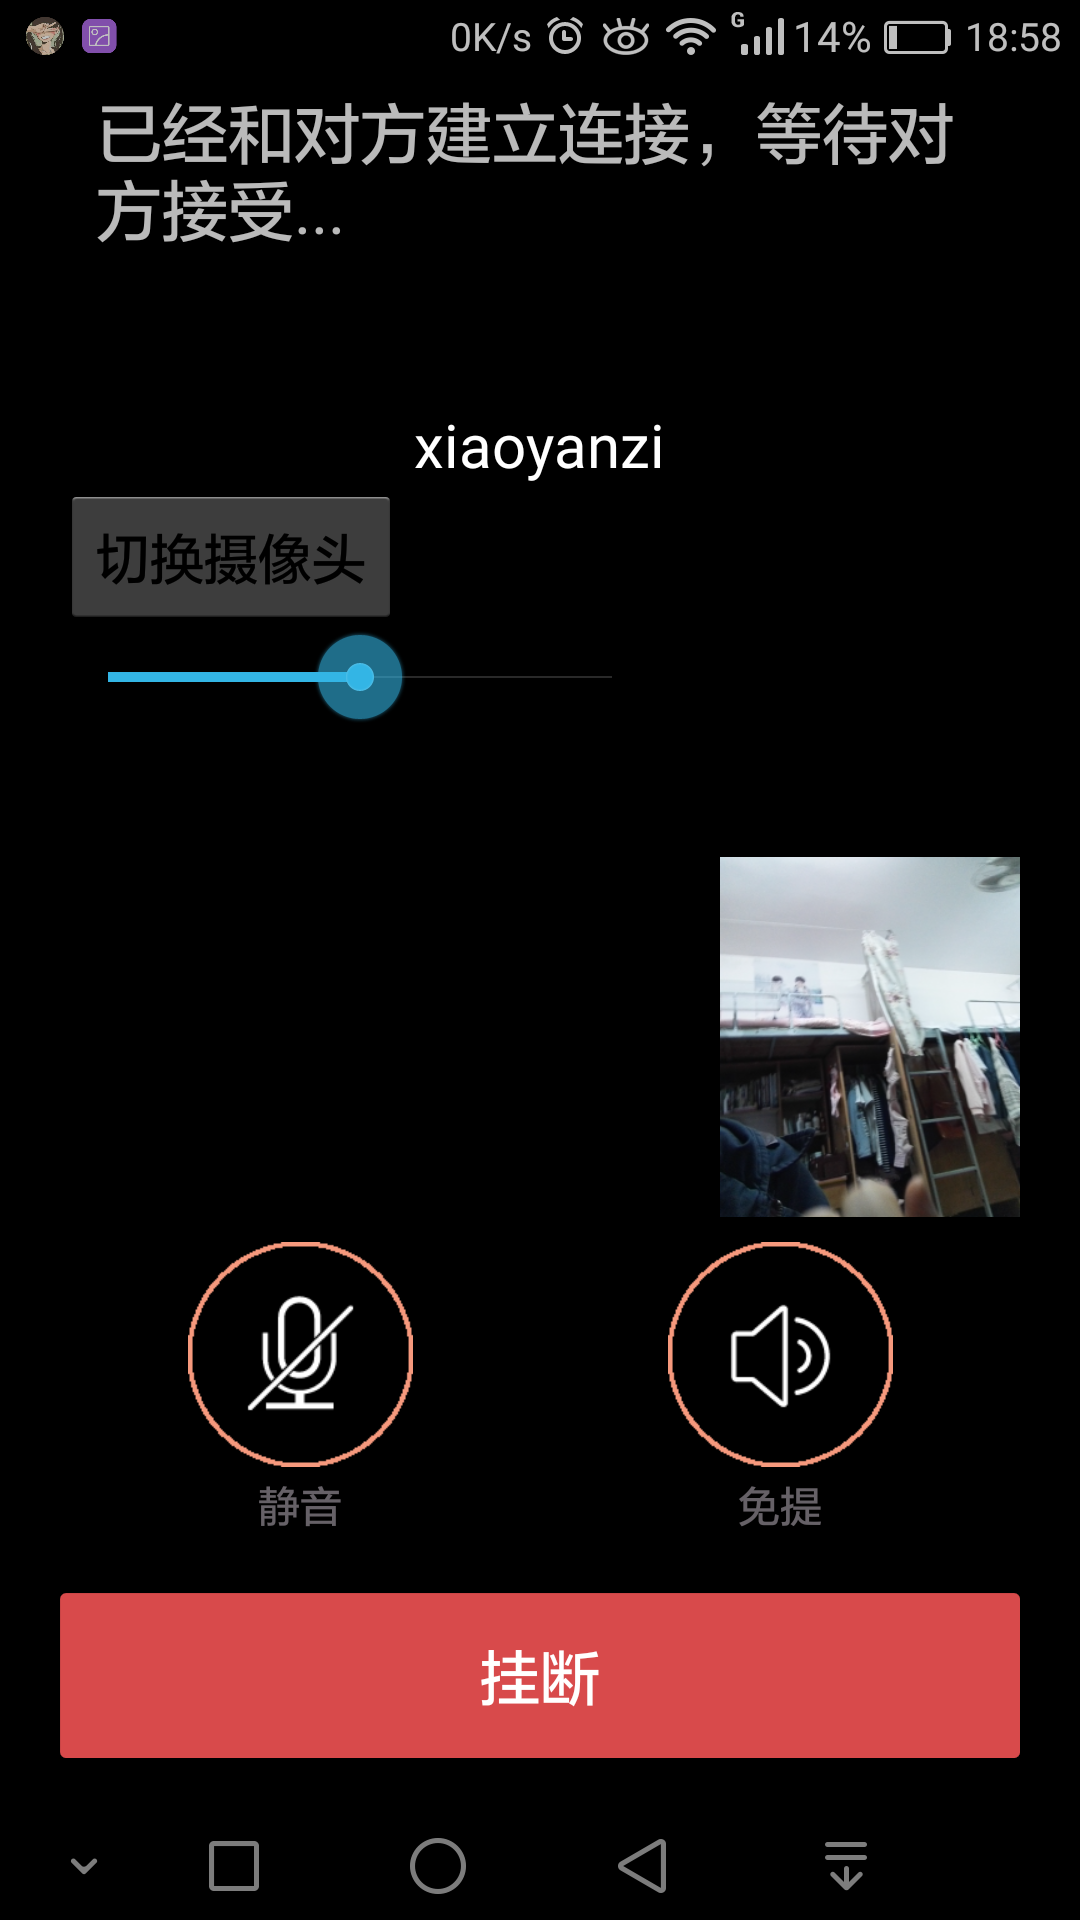 0K/s G 14% 18:58
已经和对方建立连接，等待对
方接受...
xiaoyanzi
切换摄像头
静音 免提
挂断